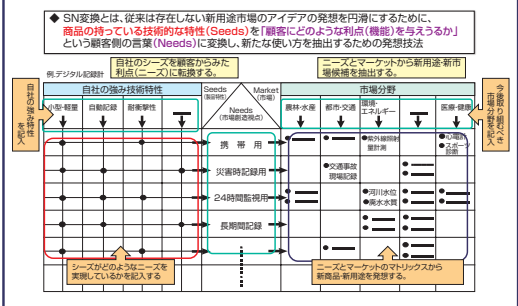 ◆ SN変換とは、従来は存在しない新用途市場のアイデアの発想を円滑にするために、
商品の持っている技術的な特性(Seeds)を「顧客にどのような利点(機能)を与えうるか」
という顧客側の言葉(Needs)に変換し、新たな使い方を抽出するための発想技法
自社のシーズを顧客からみた
利点(ニーズ)に転換する。
ニーズとマーケットから新用途・新市
場候補を抽出する。
例.デジタル記録計
自社の強み特性
を記入
自社の強み技術特性
Seeds
Market
(市場)
市場分野
今後取り組むべき
市場分野を記入
小型・軽量
自動記録
耐衝撃性
Needs
(市場創造視点)
農林・水産
都市・交通
環境・
エネルギー
医療・健康
携帯用
●紫外線照射
量計測
●心電計
●スポーツ
診断
災害時記録用
●交通事故
現場記録
24時間監視用
●河川水位
●廃水水質
長期間記録
シーズがどのようなニーズを
実現しているかを記入する
ニーズとマーケットのマトリックスから
新商品・新用途を発想する。